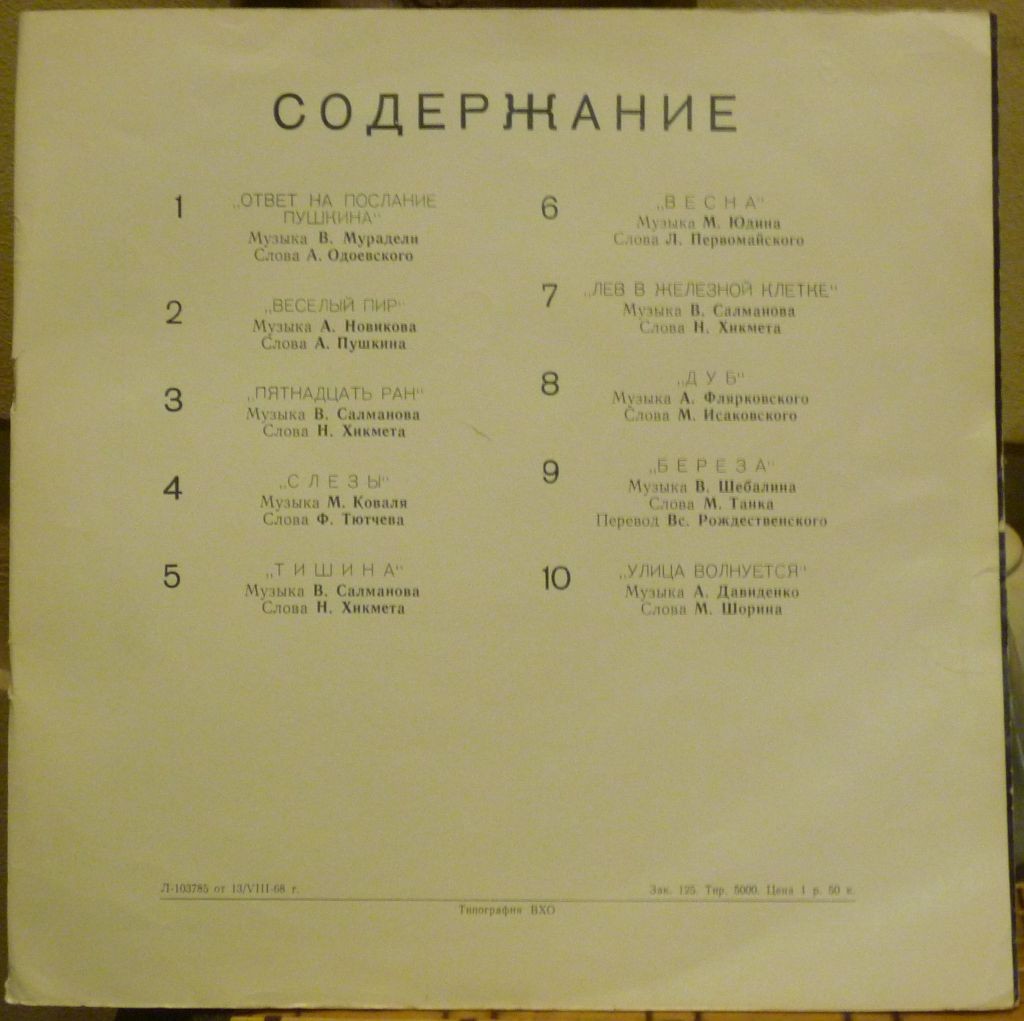 СОДЕРЖАНИЕ
1
„ОТВЕТ НА ПОСЛАНИЕ
ПУШКИНА“
Музыка В. Мурадели
Слова А. Одоевского
2
„ВЕСЕЛЫЙ ПИР“
Музыка А. Новикова
Слова А. Пушкина
3
„ПЯТНАДЦАТЬ РАН“
Музыка В. Салманова
Слова Н. Хикмета
4
„СЛЕЗЫ“
Музыка М. Коваля
Слова Ф. Тютчева
5
„ТИШИНА“
Музыка В. Салманова
Слова Н. Хикмета
6
„ВЕСНА“
Музыка М. Юдина
Слова Л. Первомайского
7
„ЛЕВ В ЖЕЛЕЗНОЙ КЛЕТКЕ“
Музыка В. Салманова
Слова Н. Хикмета
8
„ДУБ“
Музыка А. Флярковского
Слова М. Исаковского
9
„БЕРЕЗА“
Музыка В. Шебалина
Слова М. Танка
Перевод Вс. Рождественского
10
„УЛИЦА ВОЛНУЕТСЯ“
Музыка А. Давиденко
Слова М. Шорина
Л-103785 от 13/VIII-68 г.
Зак. 125. Тир. 5000. Цена 1 р. 50 к.
Типография ВХО